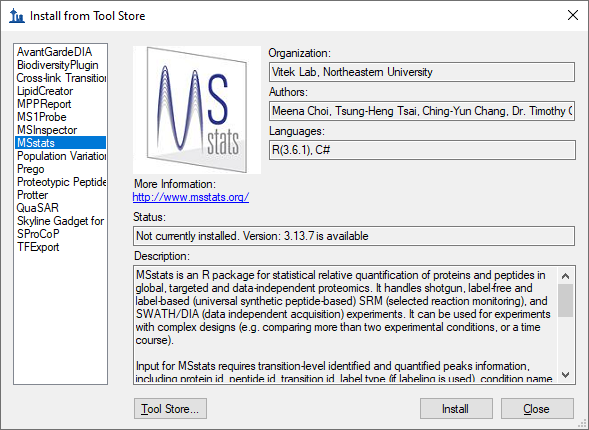 Install from Tool Store
AvantGardeDIA
BiodiversityPlugin
Cross-link Transition
LipidCreator
MPPReport
MS1Probe
MSInspector
MSstats
Population Variation
Prego
Proteotypic Peptide
Protter
QuaSAR
Skyline Gadget for
SProCoP
TFExport
MS
stats
Organization:
Vitek Lab, Northeastern University
Authors:
Meena Choi, Tsung-Heng Tsai, Ching-Yun Chang, Dr. Timothy C
Languages:
R(3.6.1), C#
More Information:
http://www.msstats.org/
Status:
Not currently installed. Version: 3.13.7 is available
Description:
MSstats is an R package for statistical relative quantification of proteins and peptides in
global, targeted and data-independent proteomics. It handles shotgun, label-free and
label-based (universal synthetic peptide-based) SRM (selected reaction monitoring), and
SWATH/DIA (data independent acquisition) experiments. It can be used for experiments
with complex designs (e.g. comparing more than two experimental conditions, or a time
course).
Input for MSstats requires transition-level identified and quantified peaks infomation,
including protein id, peptide id, transition id, label type (if labeling is used), condition name
Tool Store...
Install
Close